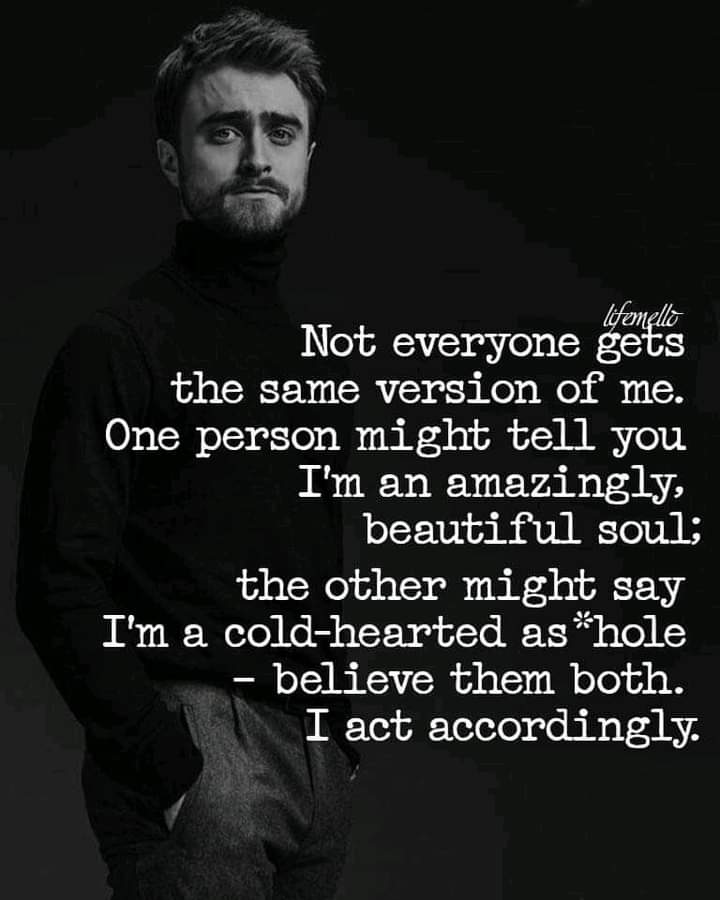 lifemello
Not everyone gets
the same version of me.
One person might tell you
I'm an amazingly,
beautiful soul;
the other might say
I'm a cold-hearted as*hole
– believe them both.
I act accordingly.